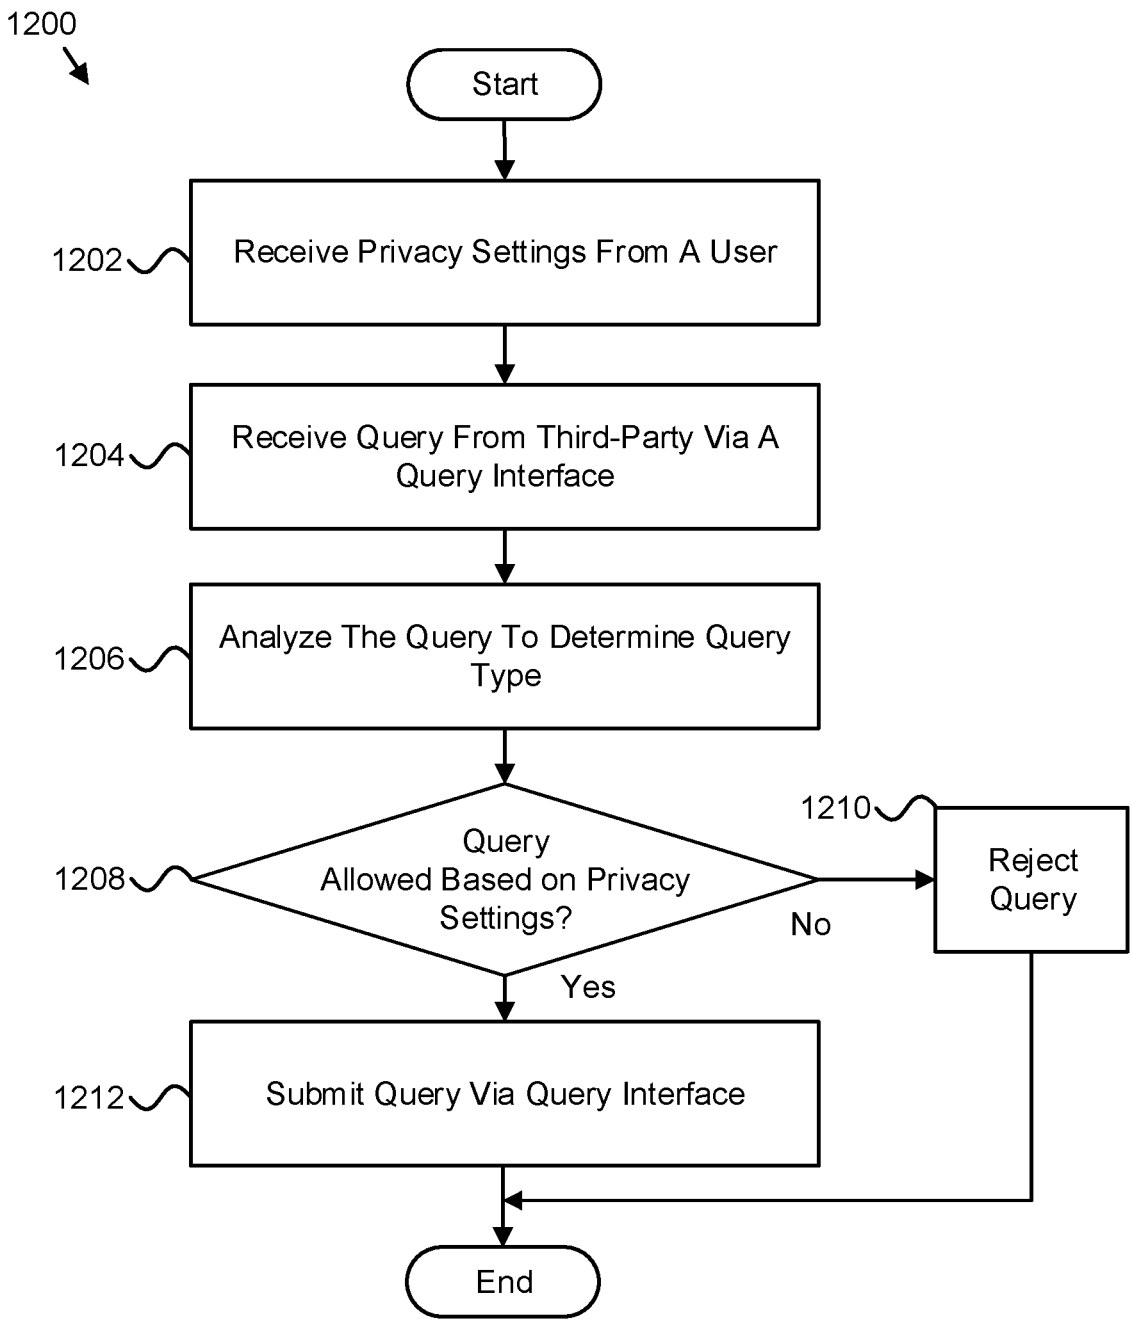 1200
Start
1202
Receive Privacy Settings From A User
1204
Receive Query From Third-Party Via A
Query Interface
1206
Analyze The Query To Determine Query
Type
1208
Query
Allowed Based on Privacy
Settings?
No
Yes
1210
Reject
Query
1212
Submit Query Via Query Interface
End